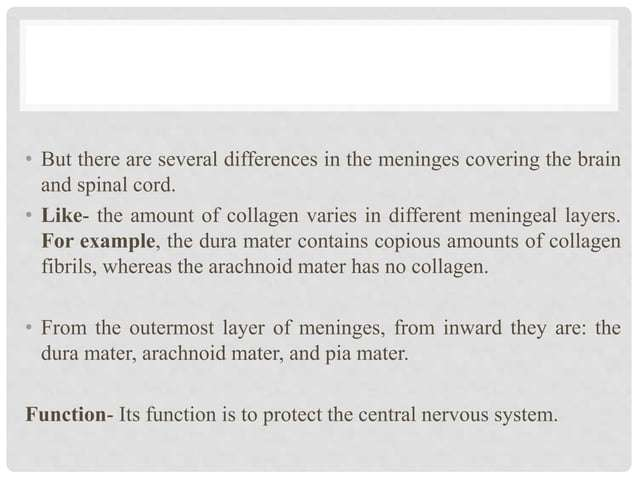 • But there are several differences in the meninges covering the brain
and spinal cord.
• Like- the amount of collagen varies in different meningeal layers.
For example, the dura mater contains copious amounts of collagen
fibrils, whereas the arachnoid mater has no collagen.
• From the outermost layer of meninges, from inward they are: the
dura mater, arachnoid mater, and pia mater.
Function- Its function is to protect the central nervous system.